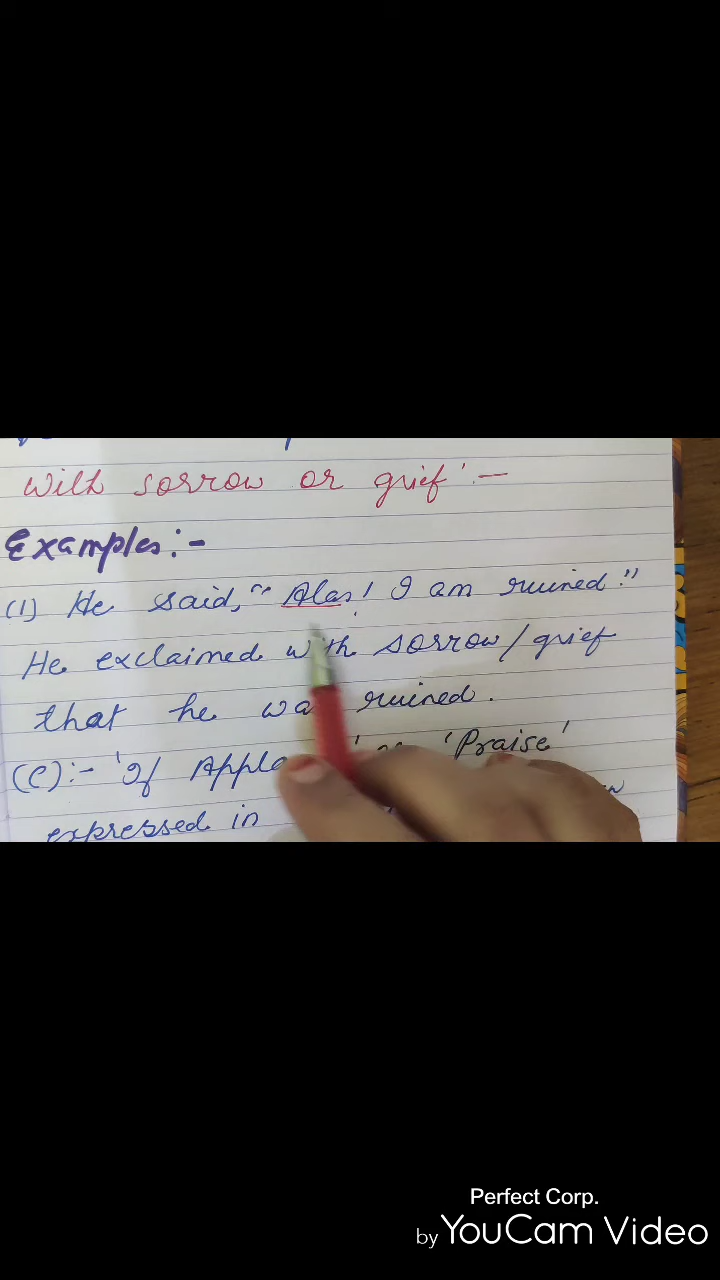 with sorrow or grief':-
Examples:-
(1) He said, "Alas! I am ruined."
He exclaimed with sorrow/grief
that he was ruined.
(C):- 'If 'Praise'
expressed in
Perfect Corp.
by YouCam Video